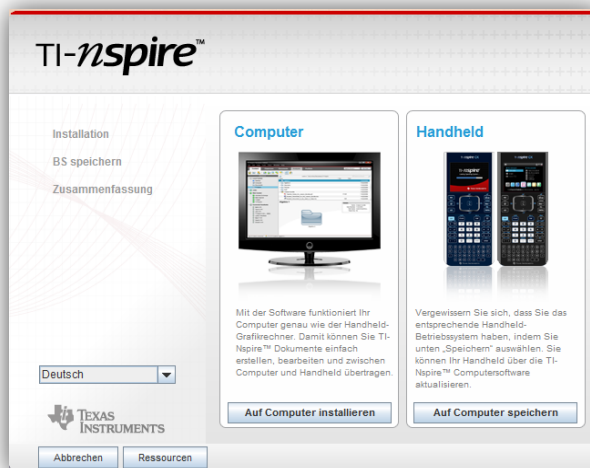 TI-nspire™
Installation
BS speichern
Zusammenfassung
Computer
Mit der Software funktioniert Ihr
Computer genau wie der Handheld-
Grafikrechner. Damit können Sie TI-
Nspire™ Dokumente einfach
erstellen, bearbeiten und zwischen
Computer und Handheld übertragen.
Auf Computer installieren
Handheld
Vergewissern Sie sich, dass Sie das
entsprechende Handheld-
Betriebssystem haben, indem Sie
unten „Speichern" auswählen. Sie
können Ihr Handheld über die TI-
Nspire™ Computersoftware
aktualisieren.
Auf Computer speichern
Deutsch
TEXAS
INSTRUMENTS
Abbrechen
Ressourcen